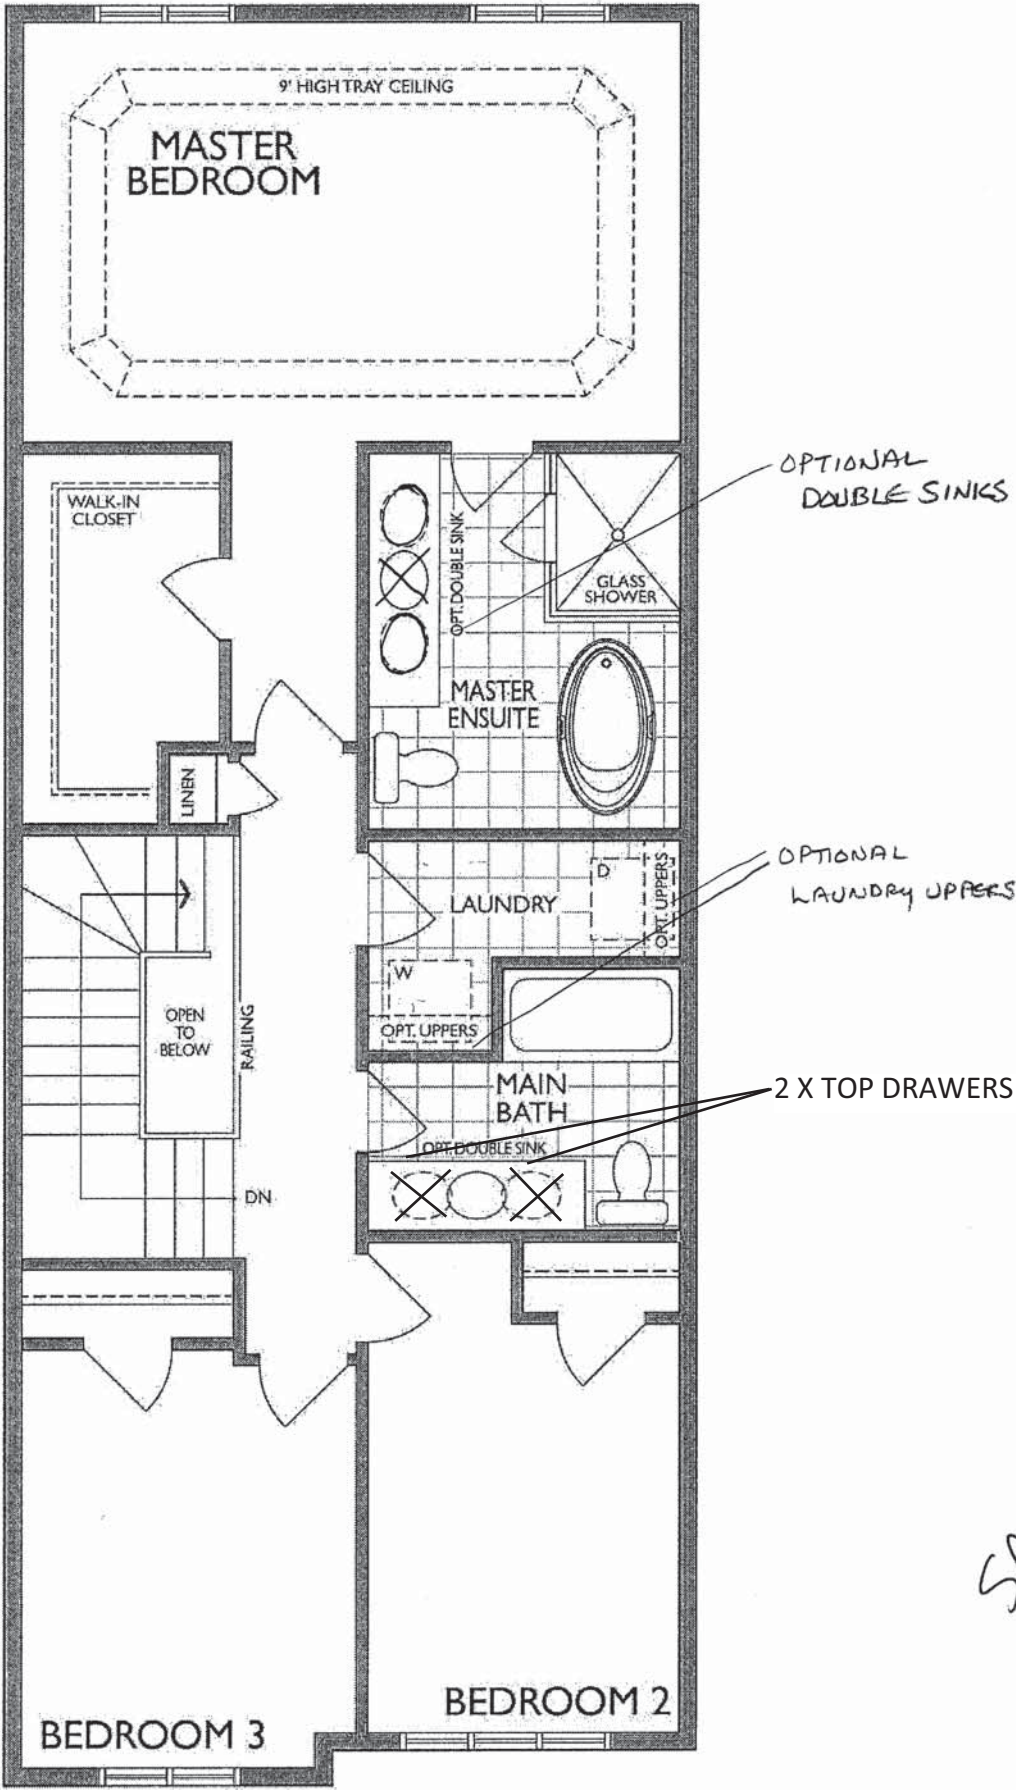 9' HIGH TRAY CEILING
MASTER
BEDROOM
OPTIONAL
DOUBLE SINKS
WALK-IN
CLOSET
OPT. DOUBLE SINK
GLASS
SHOWER
MASTER
ENSUITE
LINEN
OPTIONAL
LAUNDRY UPPERS
LAUNDRY
D
OPT. UPPERS
W
OPT. UPPERS
OPEN
TO
BELOW
RAILING
MAIN
BATH
2 X TOP DRAWERS
OPT. DOUBLE SINK
DN
BEDROOM 2
BEDROOM 3